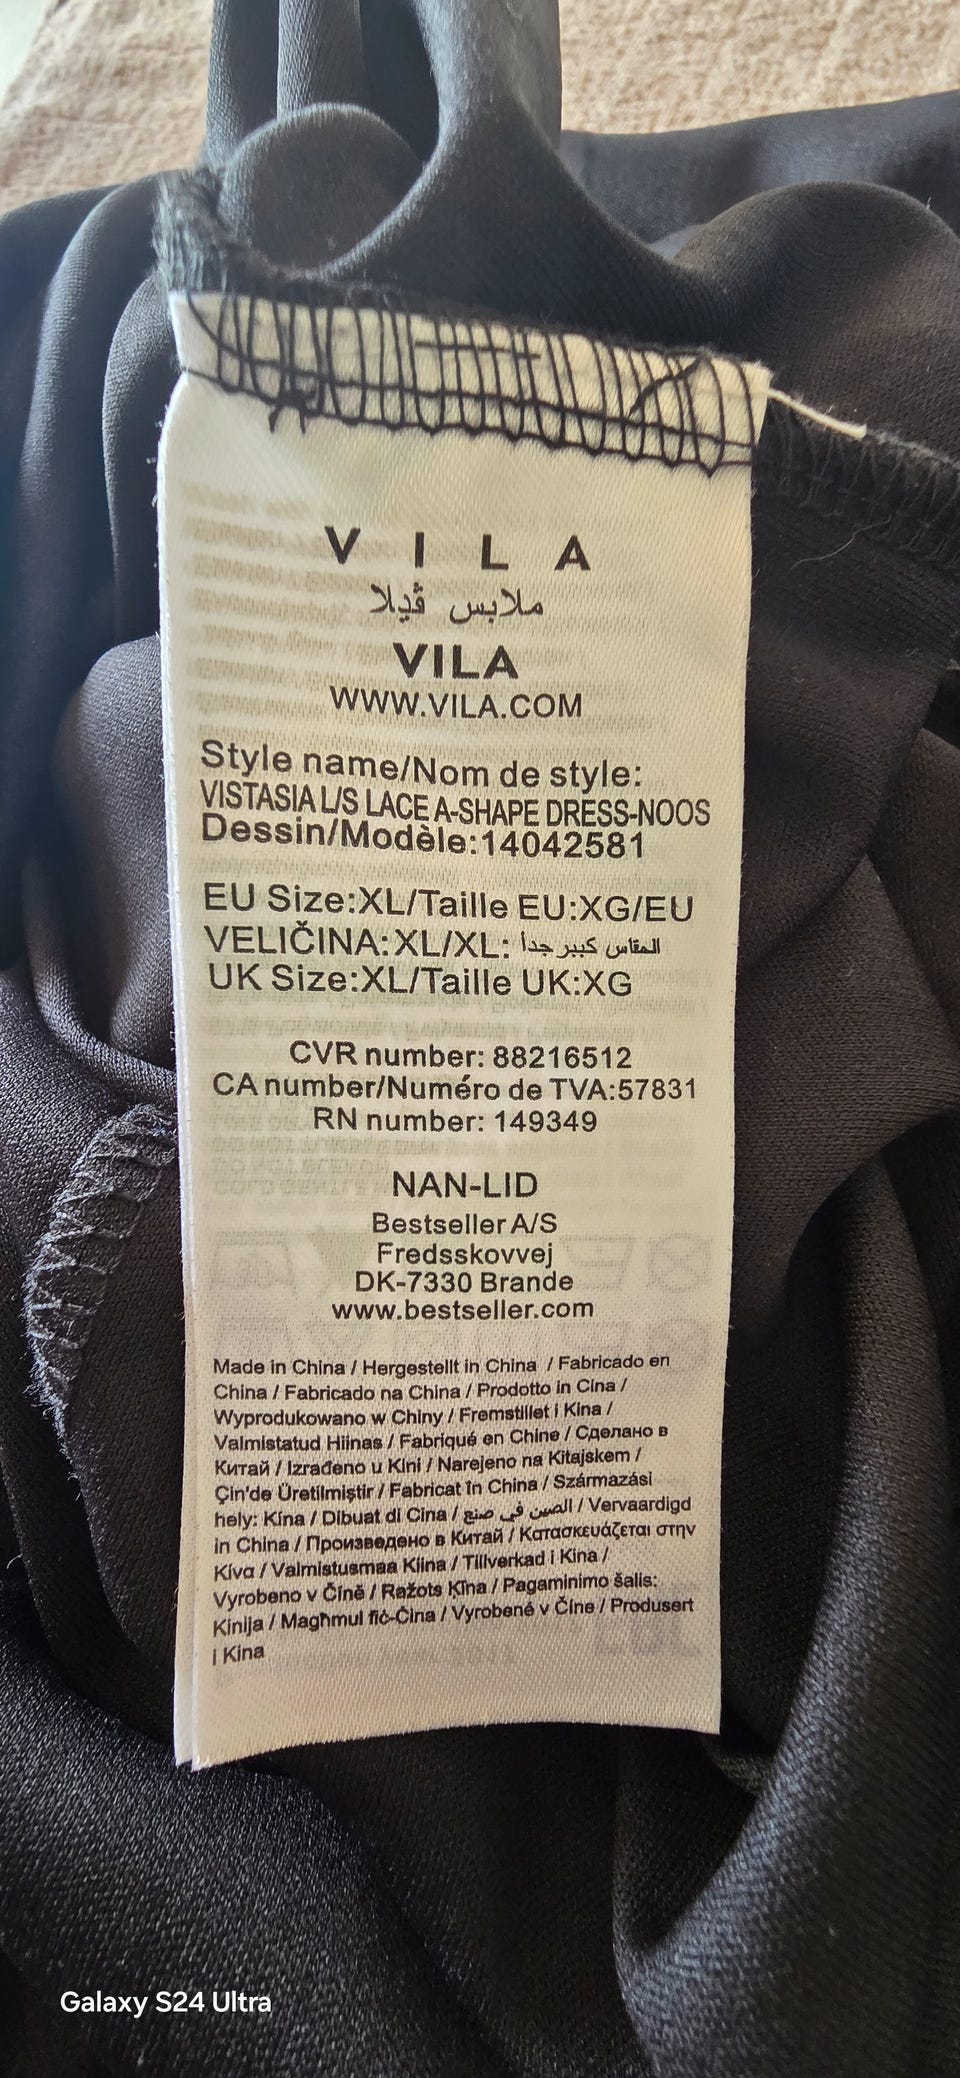 V I L A
ملابس ڤيلا
VILA
WWW.VILA.COM
Style name/Nom de style:
VISTASIA L/S LACE A-SHAPE DRESS-NOOS
Dessin/Modèle:14042581
EU Size:XL/Taille EU:XG/EU
VELIČINA:XL/XL: المقاس كبير جداً
UK Size:XL/Taille UK:XG
CVR number: 88216512
CA number/Numéro de TVA:57831
RN number: 149349
NAN-LID
Bestseller A/S
Fredsskovvej
DK-7330 Brande
www.bestseller.com
Made in China / Hergestellt in China / Fabricado en
China / Fabricado na China / Prodotto in Cina /
Wyprodukowano w Chiny / Fremstillet i Kina /
Valmistatud Hiinas / Fabriqué en Chine / Сделано в
Китай / Izrađeno u Kini / Narejeno na Kitajskem /
Çin'de Üretilmiştir / Fabricat în China / Származási
hely: Kína / Dibuat di Cina / الصين في صنع / Vervaardigd
in China / Произведено в Китай / Κατασκευάζεται στην
Κίνα / Valmistusmaa Kiina / Tillverkad i Kina /
Vyrobeno v Číně / Ražots Ķīna / Pagaminimo šalis:
Kinija / Magħmul fiċ-Ċina / Vyrobené v Číne / Produsert
i Kina
Galaxy S24 Ultra